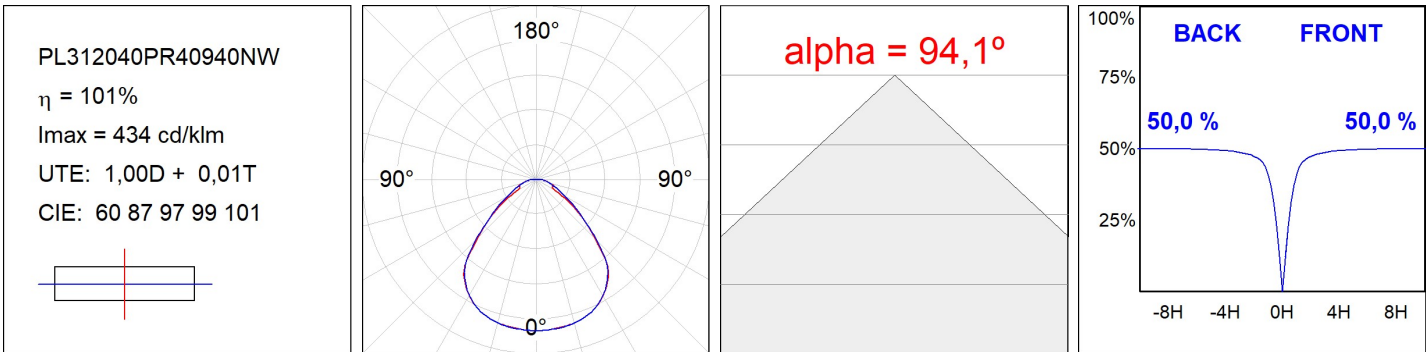 PL312040PR40940NW
η = 101%
Imax = 434 cd/klm
UTE: 1,00D + 0,01T
CIE: 60 87 97 99 101
180°
90° 90°
0°
alpha = 94,1º
100%
BACK FRONT
75%
50,0 % 50,0 %
50%
25%
-8H -4H 0H 4H 8H